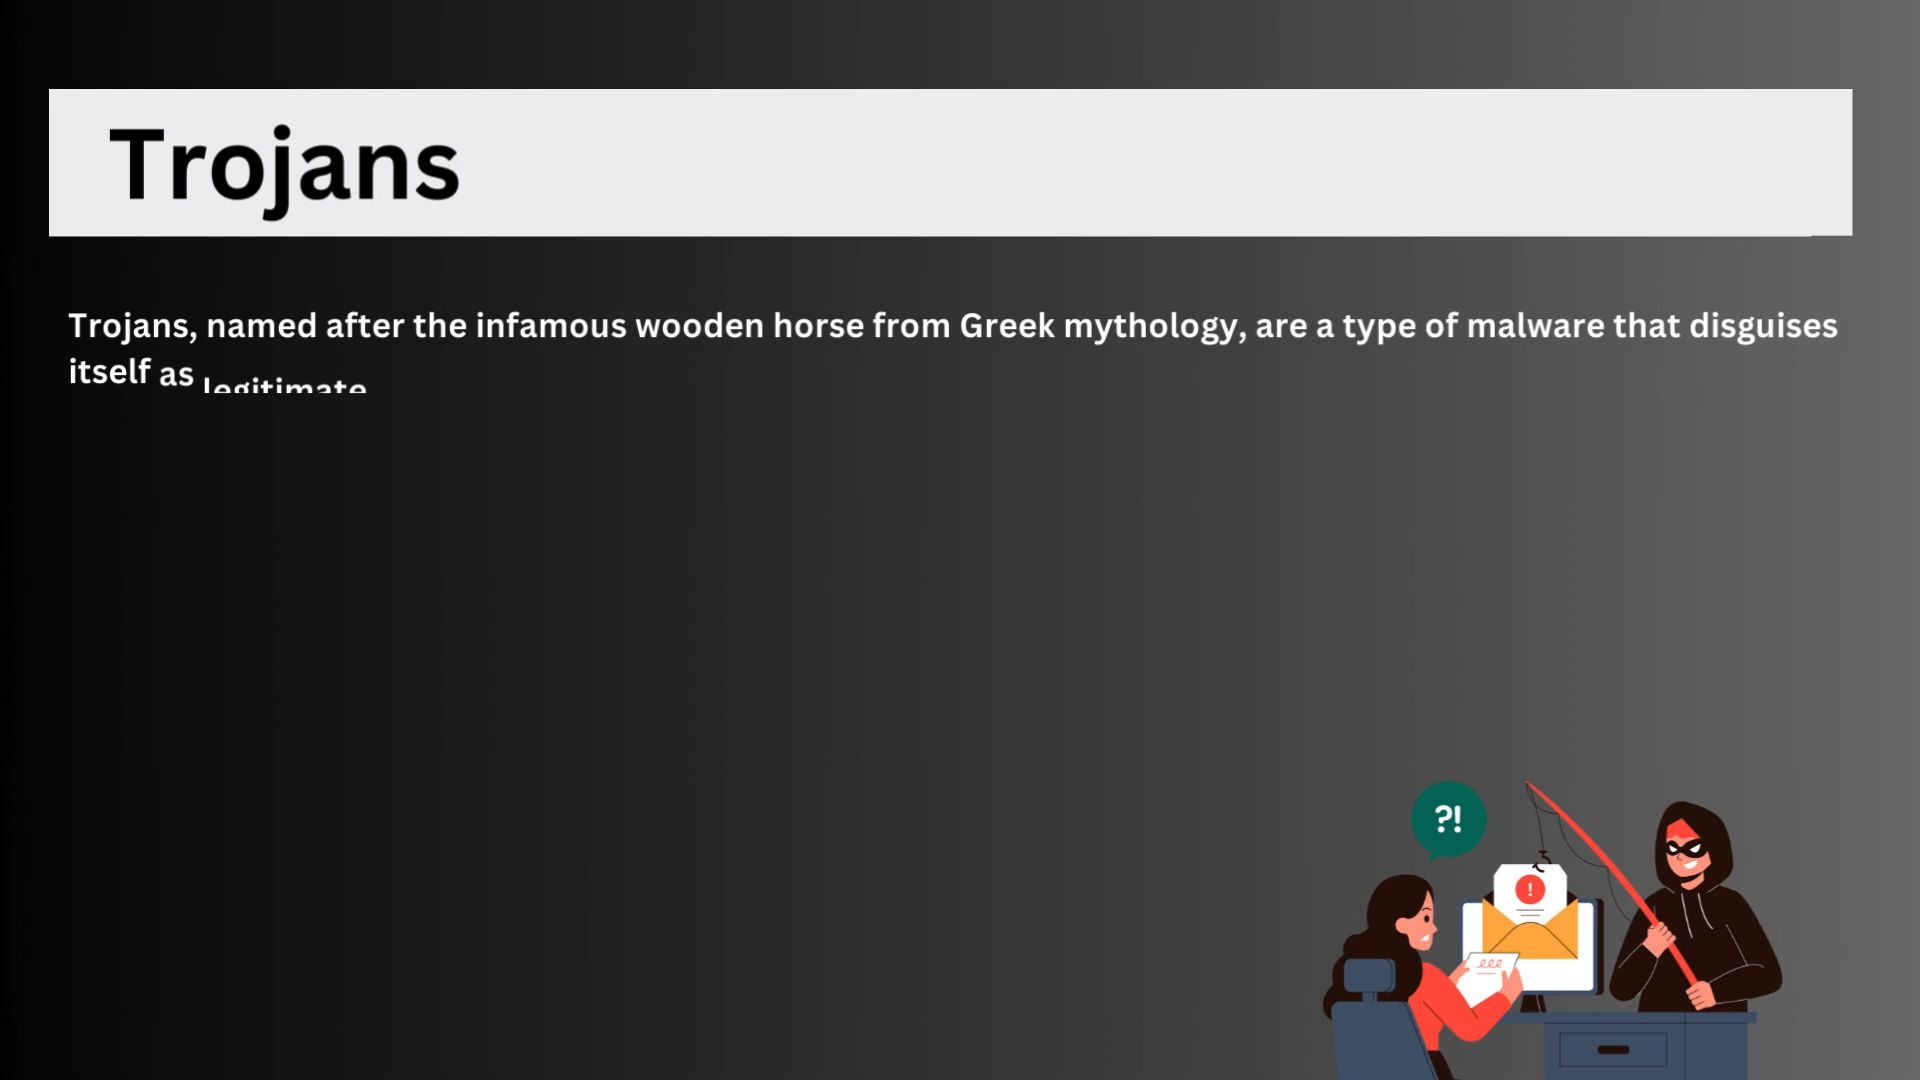 Trojans
Trojans, named after the infamous wooden horse from Greek mythology, are a type of malware that disguises
itself as legitimate
?!
!